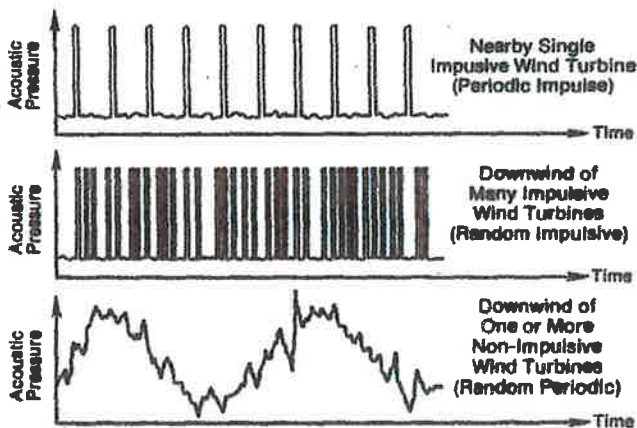 Acoustic
Pressure
Nearby Single
Impusive Wind Turbine
(Periodic Impulse)
Time
Acoustic
Pressure
Downwind of
Many Impulsive
Wind Turbines
(Random Impulsive)
Time
Acoustic
Pressure
Downwind of
One or More
Non-Impulsive
Wind Turbines
(Random Periodic)
Time